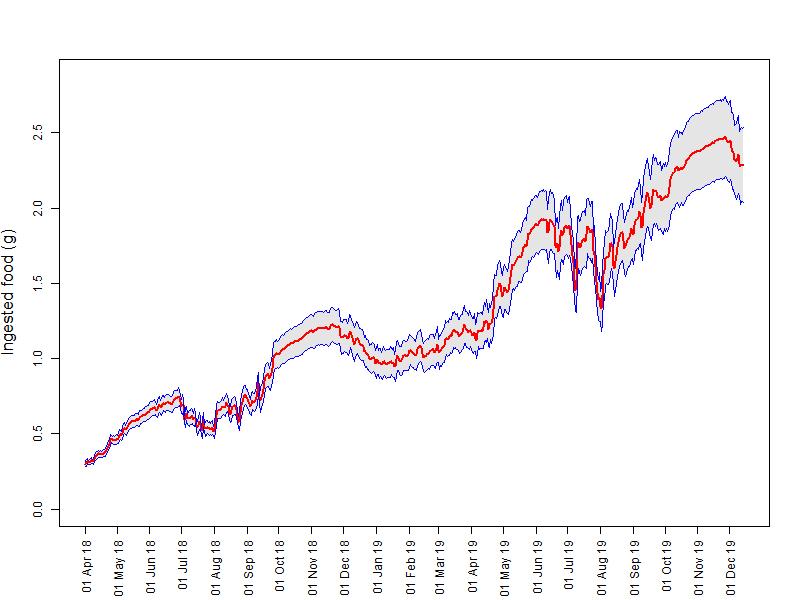 Ingested food (g)
2.5
2.0
1.5
1.0
0.5
0.0
01 Apr 18
01 May 18
01 Jun 18
01 Jul 18
01 Aug 18
01 Sep 18
01 Oct 18
01 Nov 18
01 Dec 18
01 Jan 19
01 Feb 19
01 Mar 19
01 Apr 19
01 May 19
01 Jun 19
01 Jul 19
01 Aug 19
01 Sep 19
01 Oct 19
01 Nov 19
01 Dec 19